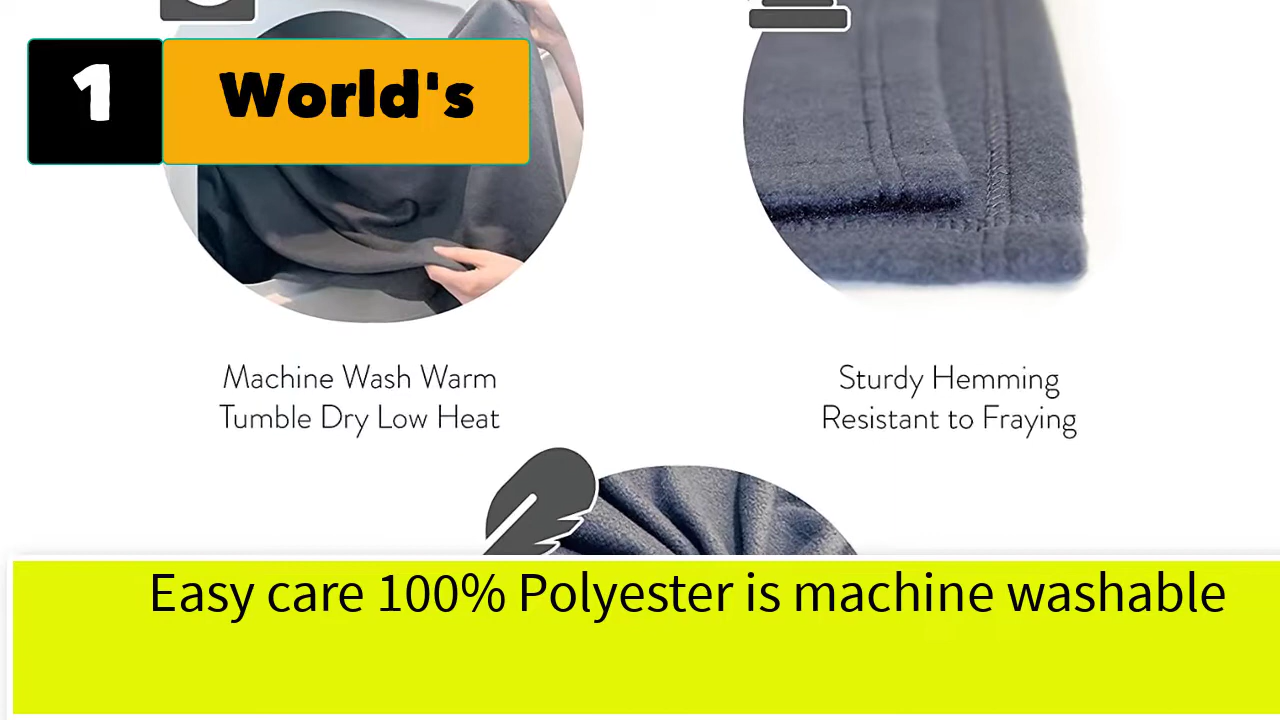 1 World's
Machine Wash Warm
Tumble Dry Low Heat
Sturdy Hemming
Resistant to Fraying
Easy care 100% Polyester is machine washable